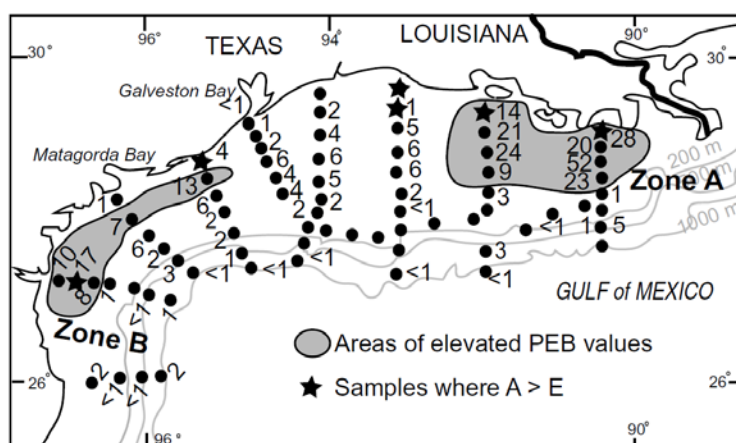 96° 94° 90°
TEXAS LOUISIANA
30° 30°
Galveston Bay
<1 1 2 6 4 4 2
2 4 6 5 2
1 5 6 6 2 <1
14 21 24 9 3
28 20 52 23 1 5
Matagorda Bay
4 13 6 2 2 1
Zone A
200 m
1000 m
1 7 6 2 3 <1
<1 <1 <1 3 <1 <1 1
10 17 8 1 <1 1
GULF of MEXICO
Zone B
Areas of elevated PEB values
Samples where A > E
2 <1 <1 2
26° 26°
96° 90°